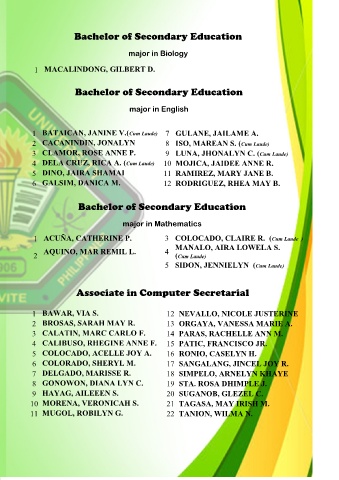 Bachelor of Secondary Education
major in Biology
1 MACALINDONG, GILBERT D.
Bachelor of Secondary Education
major in English
1 BATAICAN, JANINE V.(Cum Laude)
2 CACANINDIN, JONALYN
3 CLAMOR, ROSE ANNE P.
4 DELA CRUZ, RICA A. (Cum Laude)
5 DINO, JAIRA SHAMAI
6 GALSIM, DANICA M.
7 GULANE, JAILAME A.
8 ISO, MAREAN S. (Cum Laude)
9 LUNA, JHONALYN C. (Cum Laude)
10 MOJICA, JAIDEE ANNE R.
11 RAMIREZ, MARY JANE B.
12 RODRIGUEZ, RHEA MAY B.
Bachelor of Secondary Education
major in Mathematics
1 ACUÑA, CATHERINE P.
2 AQUINO, MAR REMIL L.
3 COLOCADO, CLAIRE R. (Cum Laude
4 MANALO, AIRA LOWELA S.
(Cum Laude)
5 SIDON, JENNIELYN (Cum Laude)
Associate in Computer Secretarial
1 BAWAR, VIA S.
2 BROSAS, SARAH MAY R.
3 CALATIN, MARC CARLO F.
4 CALIBUSO, RHEGINE ANNE F.
5 COLOCADO, ACELLE JOY A.
6 COLORADO, SHERYL M.
7 DELGADO, MARISSE R.
8 GONOWON, DIANA LYN C.
9 HAYAG, AILEEEN S.
10 MORENA, VERONICAH S.
11 MUGOL, ROBILYN G.
12 NEVALLO, NICOLE JUSTERINE
13 ORGAYA, VANESSA MARIE A.
14 PARAS, RACHELLE ANN M.
15 PATIC, FRANCISCO JR.
16 RONIO, CASELYN H.
17 SANGALANG, JINCEL JOY R.
18 SIMPELO, ARNELYN KHAYE
19 STA. ROSA DHIMPLE J.
20 SUGANOB, GLEZEL C.
21 TAGASA, MAY IRISH M.
22 TANION, WILMA N.
906
VITE
PHILIP